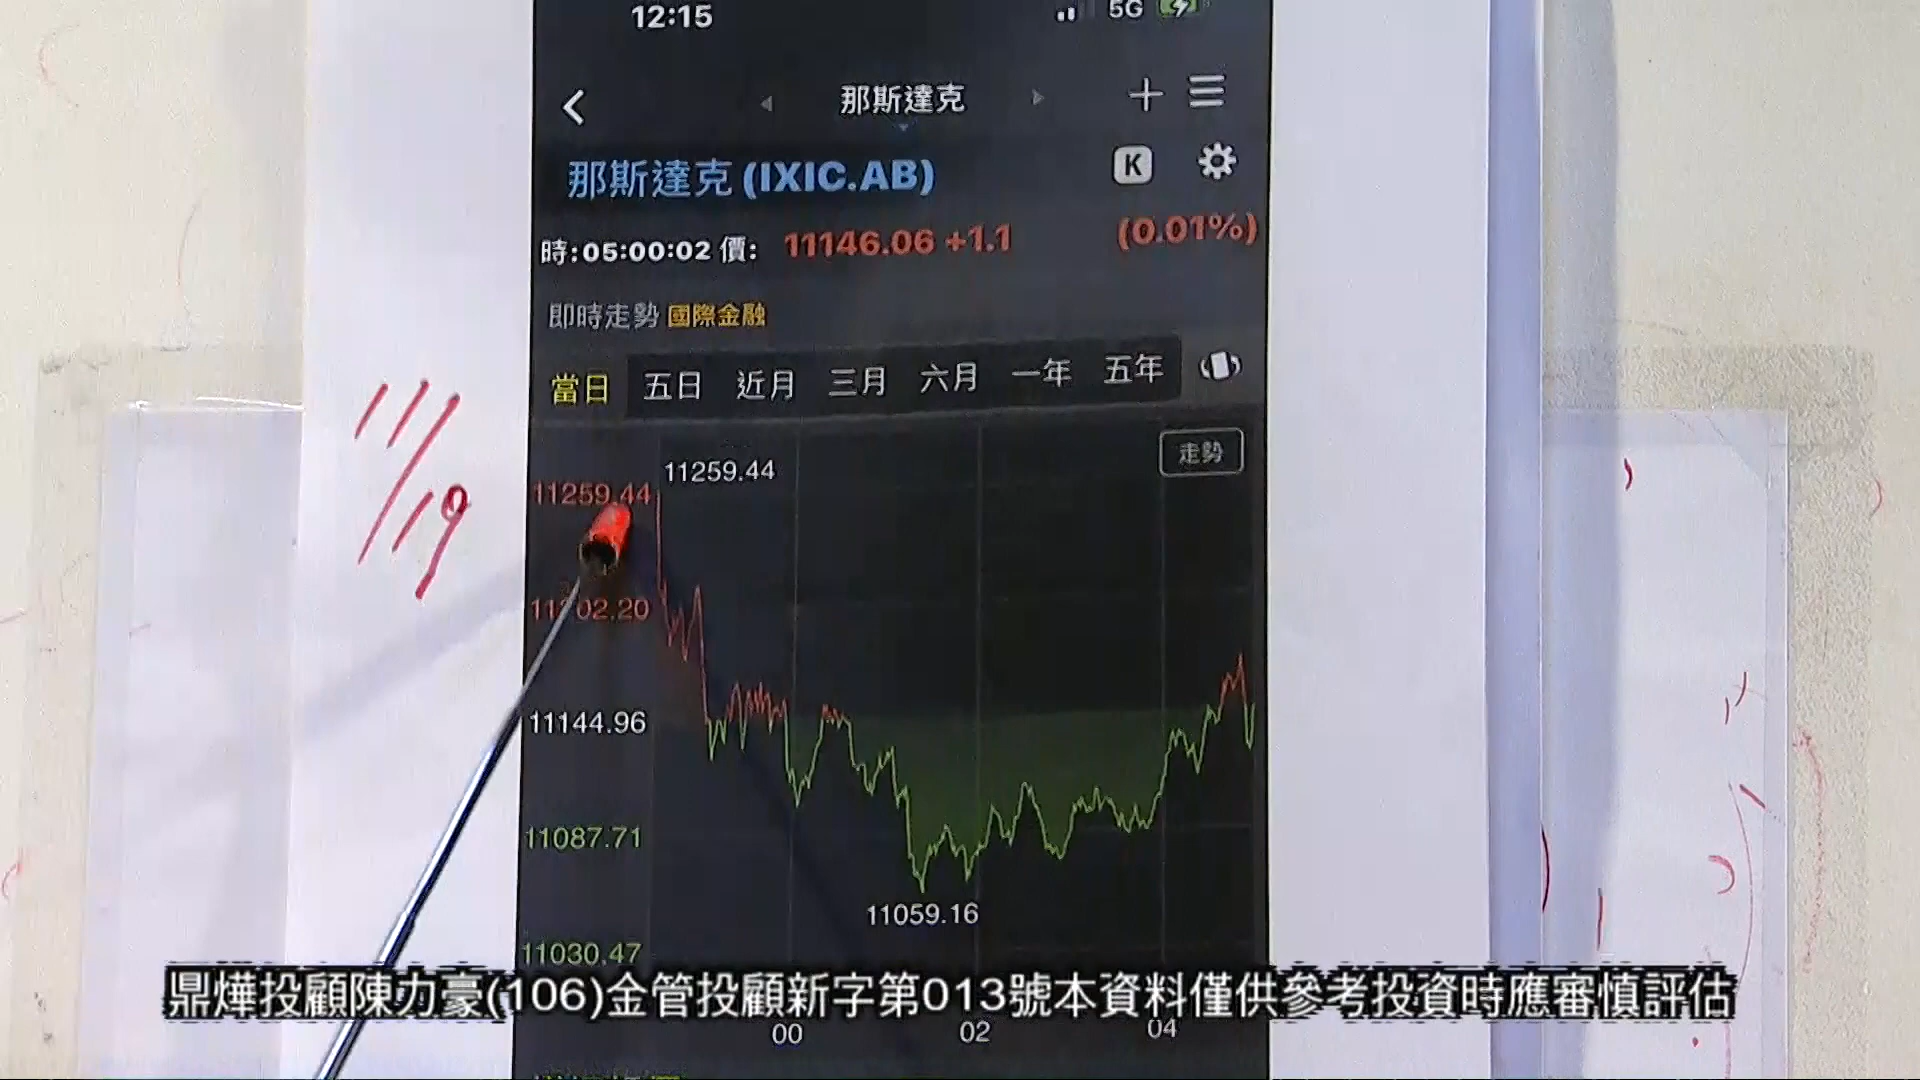 12:15 5G
那斯達克
那斯達克 (IXIC.AB) K
時:05:00:02 價: 11146.06 +1.1 (0.01%)
即時走勢 國際金融
當日 五日 近月 三月 六月 一年 五年
走勢
11259.44
11259.44
111/19
11202.20
11144.96
11087.71
11059.16
11030.47
鼎燁投顧陳力豪(106)金管投顧新字第013號本資料僅供參考投資時應審慎評估
00 02 04